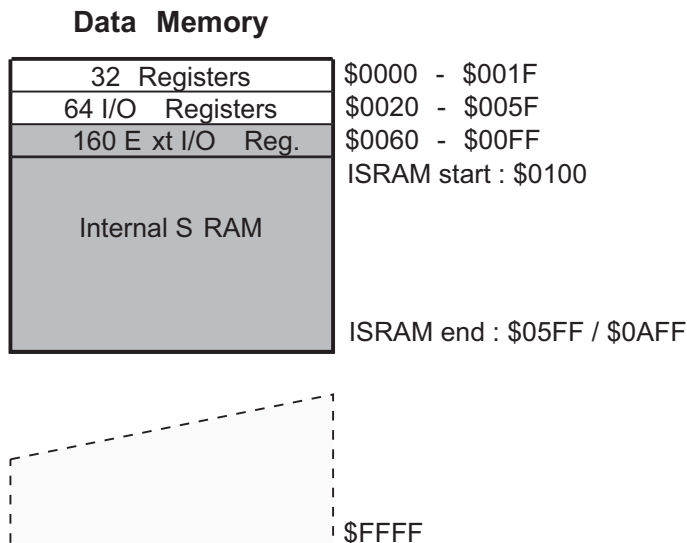 Data Memory
32 Registers $0000 - $001F
64 I/O Registers $0020 - $005F
160 E xt I/O Reg. $0060 - $00FF
ISRAM start : $0100
Internal S RAM
ISRAM end : $05FF / $0AFF
$FFFF